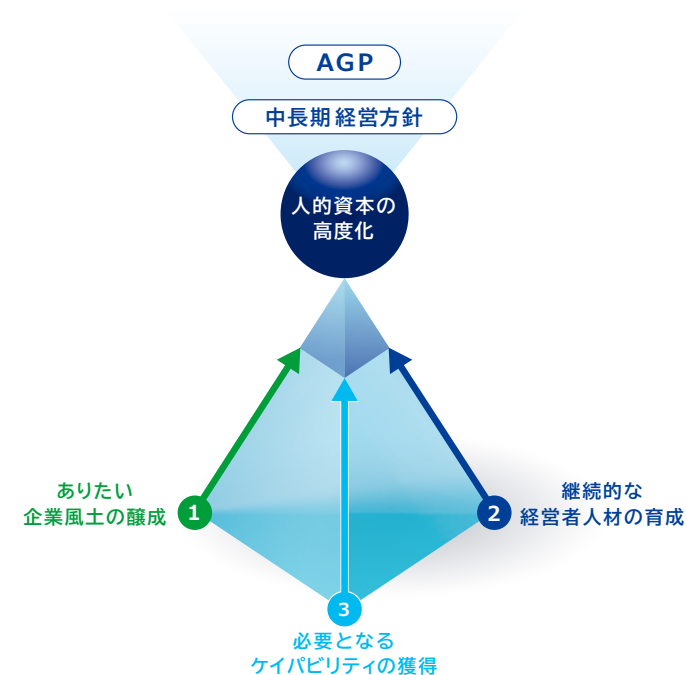 AGP
中長期経営方針
人的資本の
高度化
ありたい
企業風土の醸成
1
継続的な
2 経営者人材の育成
3
必要となる
ケイパビリティの獲得